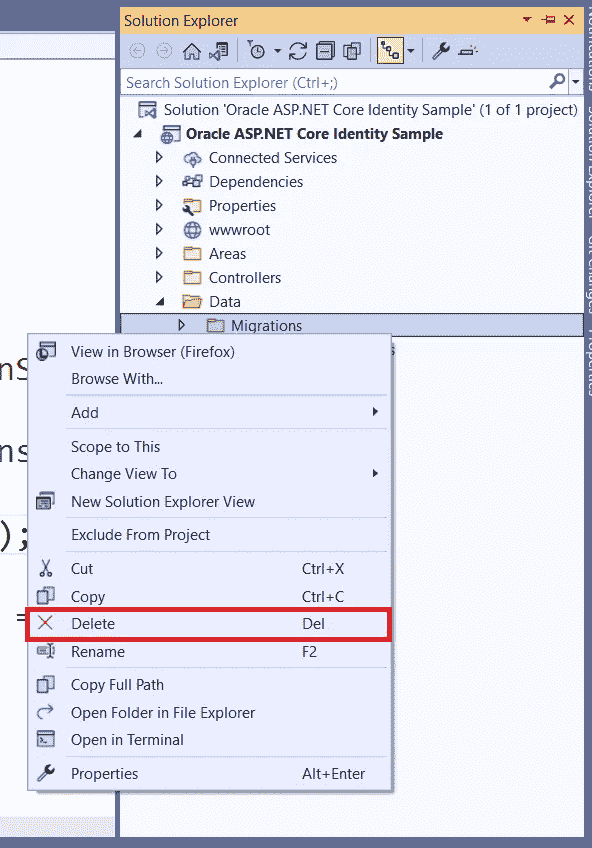 Solution Explorer
Search Solution Explorer (Ctrl+;)
Solution 'Oracle ASP.NET Core Identity Sample' (1 of 1 project)
Oracle ASP.NET Core Identity Sample
Connected Services
Dependencies
Properties
wwwroot
Areas
Controllers
Data
Migrations
View in Browser (Firefox)
Browse With...
Add
Scope to This
Change View To
New Solution Explorer View
Exclude From Project
Cut Ctrl+X
Copy Ctrl+C
Delete Del
Rename F2
Copy Full Path
Open Folder in File Explorer
Open in Terminal
Properties Alt+Enter
nS
ns
);
=
Notifications
Solution Explorer
Git Changes
Properties